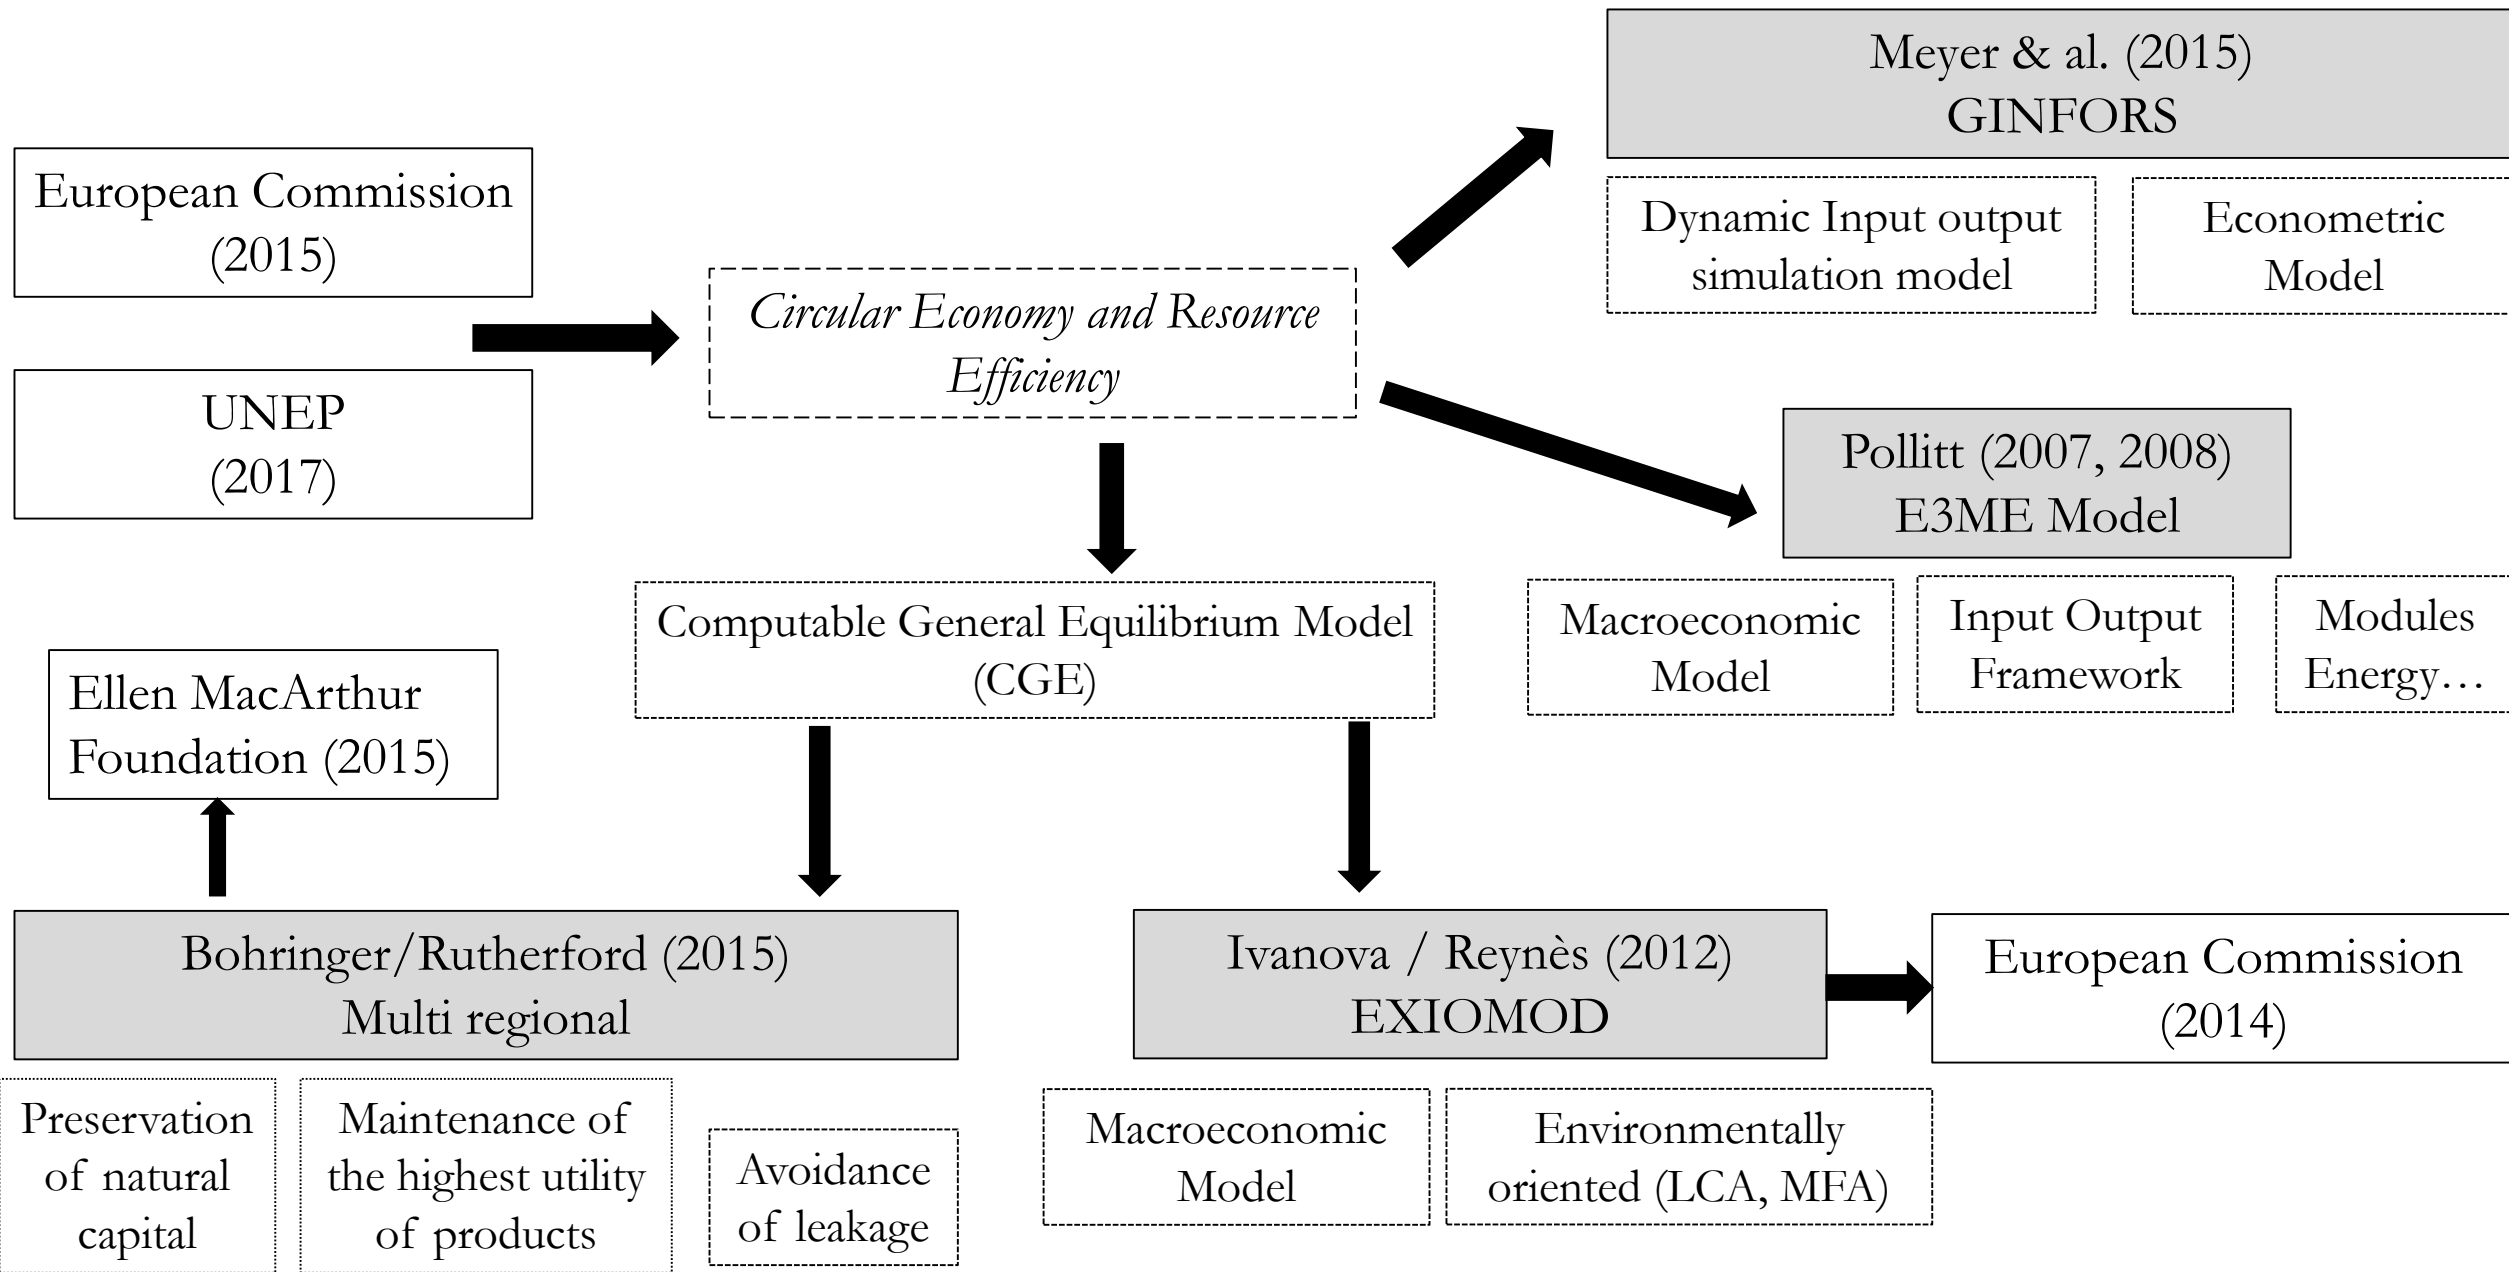 Meyer & al. (2015)
GINFORS
European Commission
(2015)
Dynamic Input output
simulation model
Econometric
Model
Circular Economy and Resource
Efficiency
UNEP
(2017)
Pollitt (2007, 2008)
E3ME Model
Computable General Equilibrium Model
(CGE)
Macroeconomic
Model
Input Output
Framework
Modules
Energy…
Ellen MacArthur
Foundation (2015)
Bohringer/Rutherford (2015)
Multi regional
Ivanova / Reynès (2012)
EXIOMOD
European Commission
(2014)
Preservation
of natural
capital
Maintenance of
the highest utility
of products
Avoidance
of leakage
Macroeconomic
Model
Environmentally
oriented (LCA, MFA)